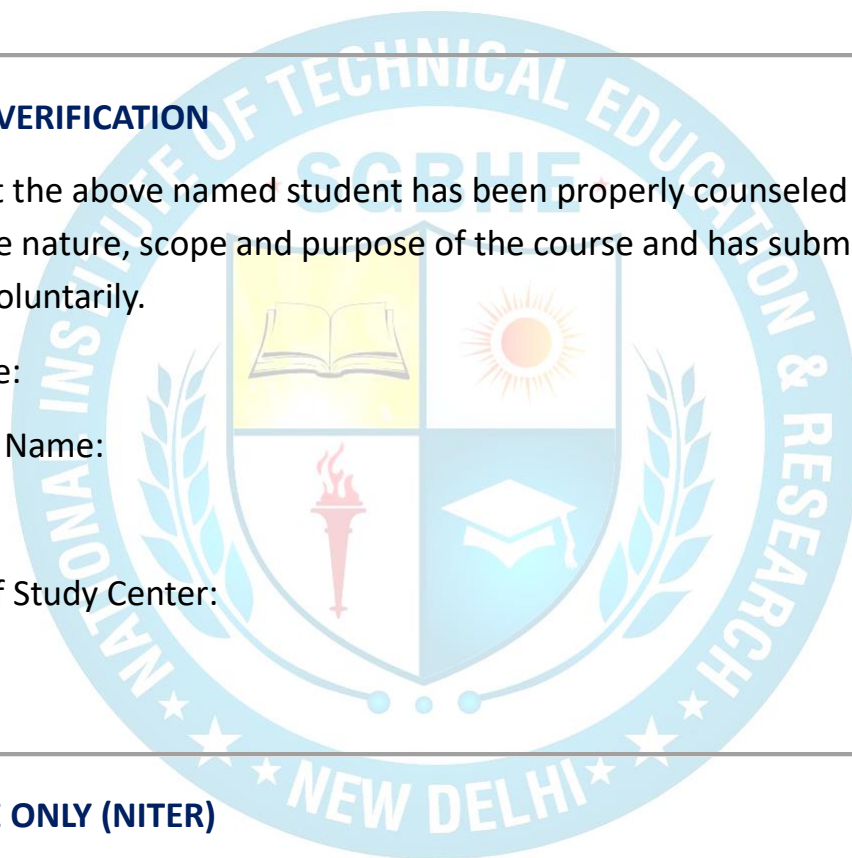 VERIFICATION
t the above named student has been properly counseled
e nature, scope and purpose of the course and has subm
oluntarily.
e:
Name:
f Study Center:
E ONLY (NITER)
NATIONAL INSTITUTE OF TECHNICAL EDUCATION & RESEARCH
SGBHE
NEW DELHI